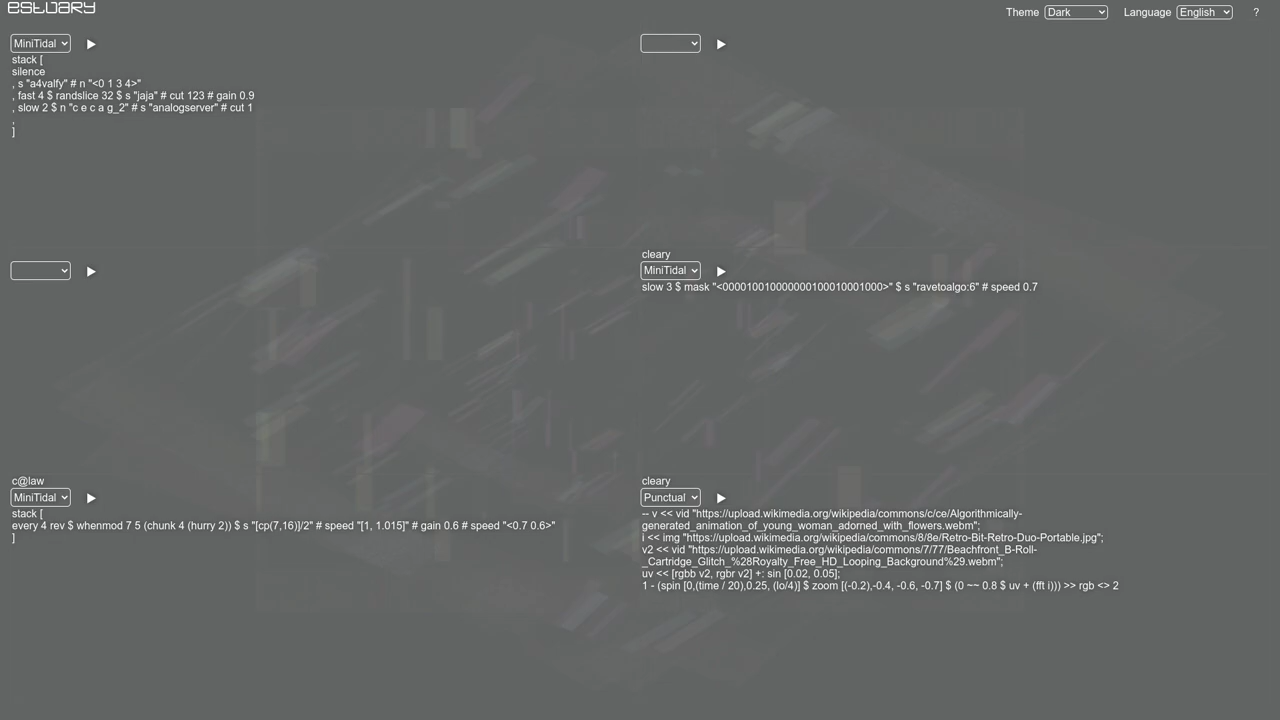 estuary
Theme Dark Language English ?
MiniTidal
stack [
silence
, s "a4valfy" # n "<0 1 3 4>"
, fast 4 $ randslice 32 $ s "jaja" # cut 123 # gain 0.9
, slow 2 $ n "c e c a g_2" # s "analogserver" # cut 1
,
]
cleary
MiniTidal
slow 3 $ mask "<000010010000000100010001000>" $ s "ravetoalgo:6" # speed 0.7
c@law
MiniTidal
stack [
every 4 rev $ whenmod 7 5 (chunk 4 (hurry 2)) $ s "[cp(7,16)]/2" # speed "[1, 1.015]" # gain 0.6 # speed "<0.7 0.6>"
]
cleary
Punctual
-- v << vid "https://upload.wikimedia.org/wikipedia/commons/c/ce/Algorithmically-
generated_animation_of_young_woman_adorned_with_flowers.webm";
i << img "https://upload.wikimedia.org/wikipedia/commons/8/8e/Retro-Bit-Retro-Duo-Portable.jpg";
v2 << vid "https://upload.wikimedia.org/wikipedia/commons/7/77/Beachfront_B-Roll-
_Cartridge_Glitch_%28Royalty_Free_HD_Looping_Background%29.webm";
uv << [rgbb v2, rgbr v2] +: sin [0.02, 0.05];
1 - (spin [0,(time / 20),0.25, (lo/4)] $ zoom [(-0.2),-0.4, -0.6, -0.7] $ (0 ~~ 0.8 $ uv + (fft i))) >> rgb <> 2